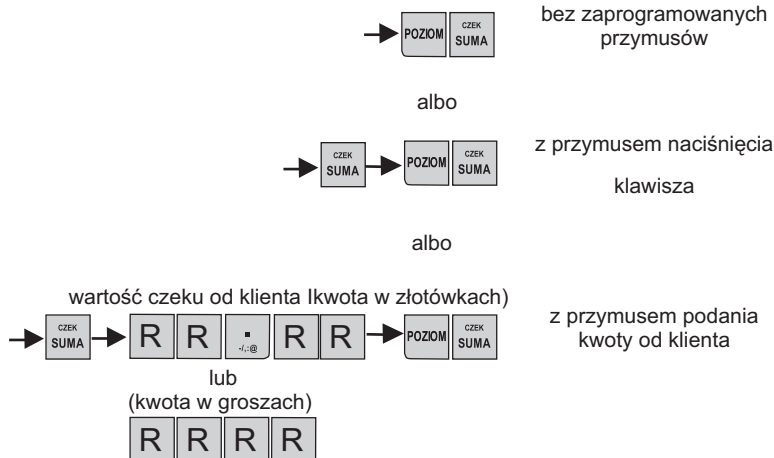 bez zaprogramowanych
przymusów
POZIOM CZEK SUMA
albo
z przymusem naciśnięcia
klawisza
CZEK SUMA POZIOM CZEK SUMA
albo
wartość czeku od klienta Ikwota w złotówkach)
z przymusem podania
kwoty od klienta
CZEK SUMA R R . -/,:@ R R POZIOM CZEK SUMA
lub
(kwota w groszach)
R R R R